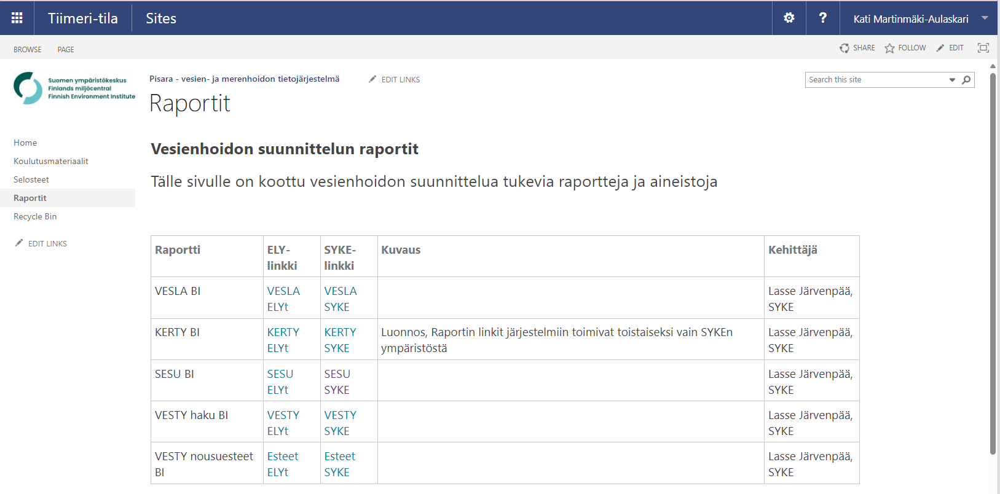 Tiimeri-tila Sites ? Kati Martinmäki-Aulaskari
BROWSE PAGE SHARE FOLLOW EDIT
Suomen ympäristökeskus
Finlands miljöcentral
Finnish Environment Institute
Pisara - vesien- ja merenhoidon tietojärjestelmä EDIT LINKS
Search this site
Raportit
Home
Koulutusmateriaalit
Selosteet
Raportit
Recycle Bin
EDIT LINKS
Vesienhoidon suunnittelun raportit
Tälle sivulle on koottu vesienhoidon suunnittelua tukevia raportteja ja aineistoja
Raportti
ELY-
linkki
SYKE-
linkki
Kuvaus
Kehittäjä
VESLA BI
VESLA
ELYt
VESLA
SYKE
Lasse Järvenpää,
SYKE
KERTY BI
KERTY
ELYt
KERTY
SYKE
Luonnos, Raportin linkit järjestelmiin toimivat toistaiseksi vain SYKEn
ympäristöstä
Lasse Järvenpää,
SYKE
SESU BI
SESU
ELYt
SESU
SYKE
Lasse Järvenpää,
SYKE
VESTY haku BI
VESTY
ELYt
VESTY
SYKE
Lasse Järvenpää,
SYKE
VESTY nousuesteet
BI
Esteet
ELYt
Esteet
SYKE
Lasse Järvenpää,
SYKE